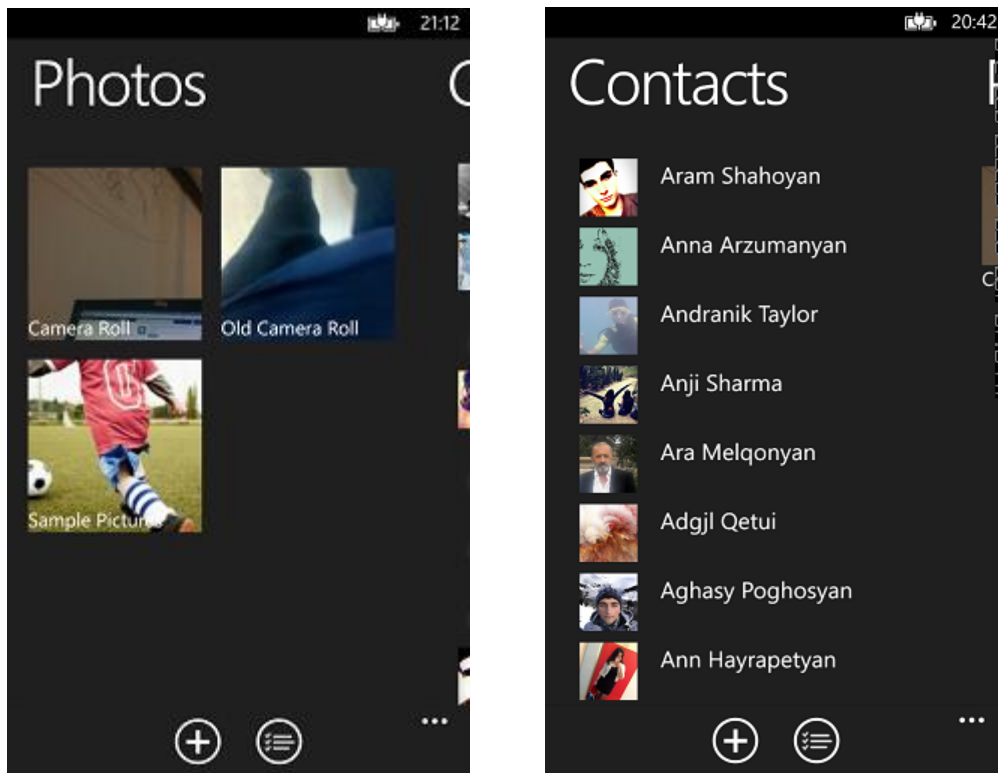 21:12
Photos
C
Camera Roll
Old Camera Roll
Sample Pictures
20:42
Contacts
Aram Shahoyan
Anna Arzumanyan
Andranik Taylor
Anji Sharma
Ara Melqonyan
Adgjl Qetui
Aghasy Poghosyan
Ann Hayrapetyan
C